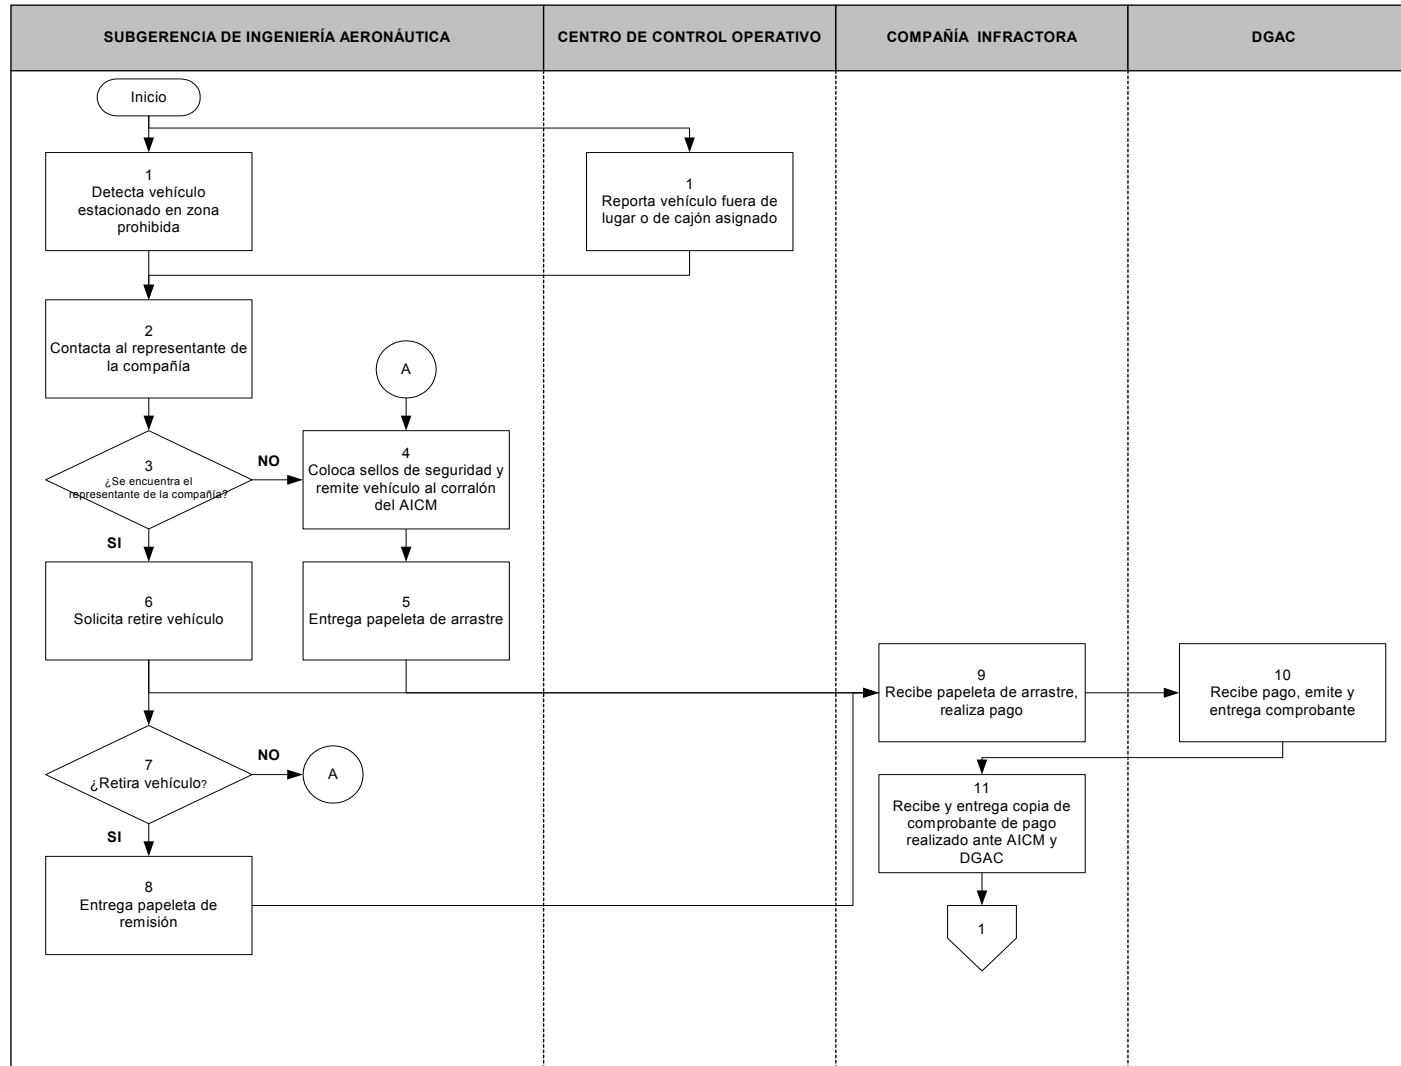 SUBGERENCIA DE INGENIERÍA AERONÁUTICA
CENTRO DE CONTROL OPERATIVO
COMPAÑÍA INFRACTORA
DGAC
Inicio
1
Detecta vehículo
estacionado en zona
prohibida
1
Reporta vehículo fuera de
lugar o de cajón asignado
2
Contacta al representante de
la compañía
A
3
¿Se encuentra el
representante de la compañía?
NO
4
Coloca sellos de seguridad y
remite vehículo al corralón
del AICM
SI
6
Solicita retire vehículo
5
Entrega papeleta de arrastre
9
Recibe papeleta de arrastre,
realiza pago
10
Recibe pago, emite y
entrega comprobante
7
¿Retira vehículo?
NO
A
11
Recibe y entrega copia de
comprobante de pago
realizado ante AICM y
DGAC
SI
8
Entrega papeleta de
remisión
1